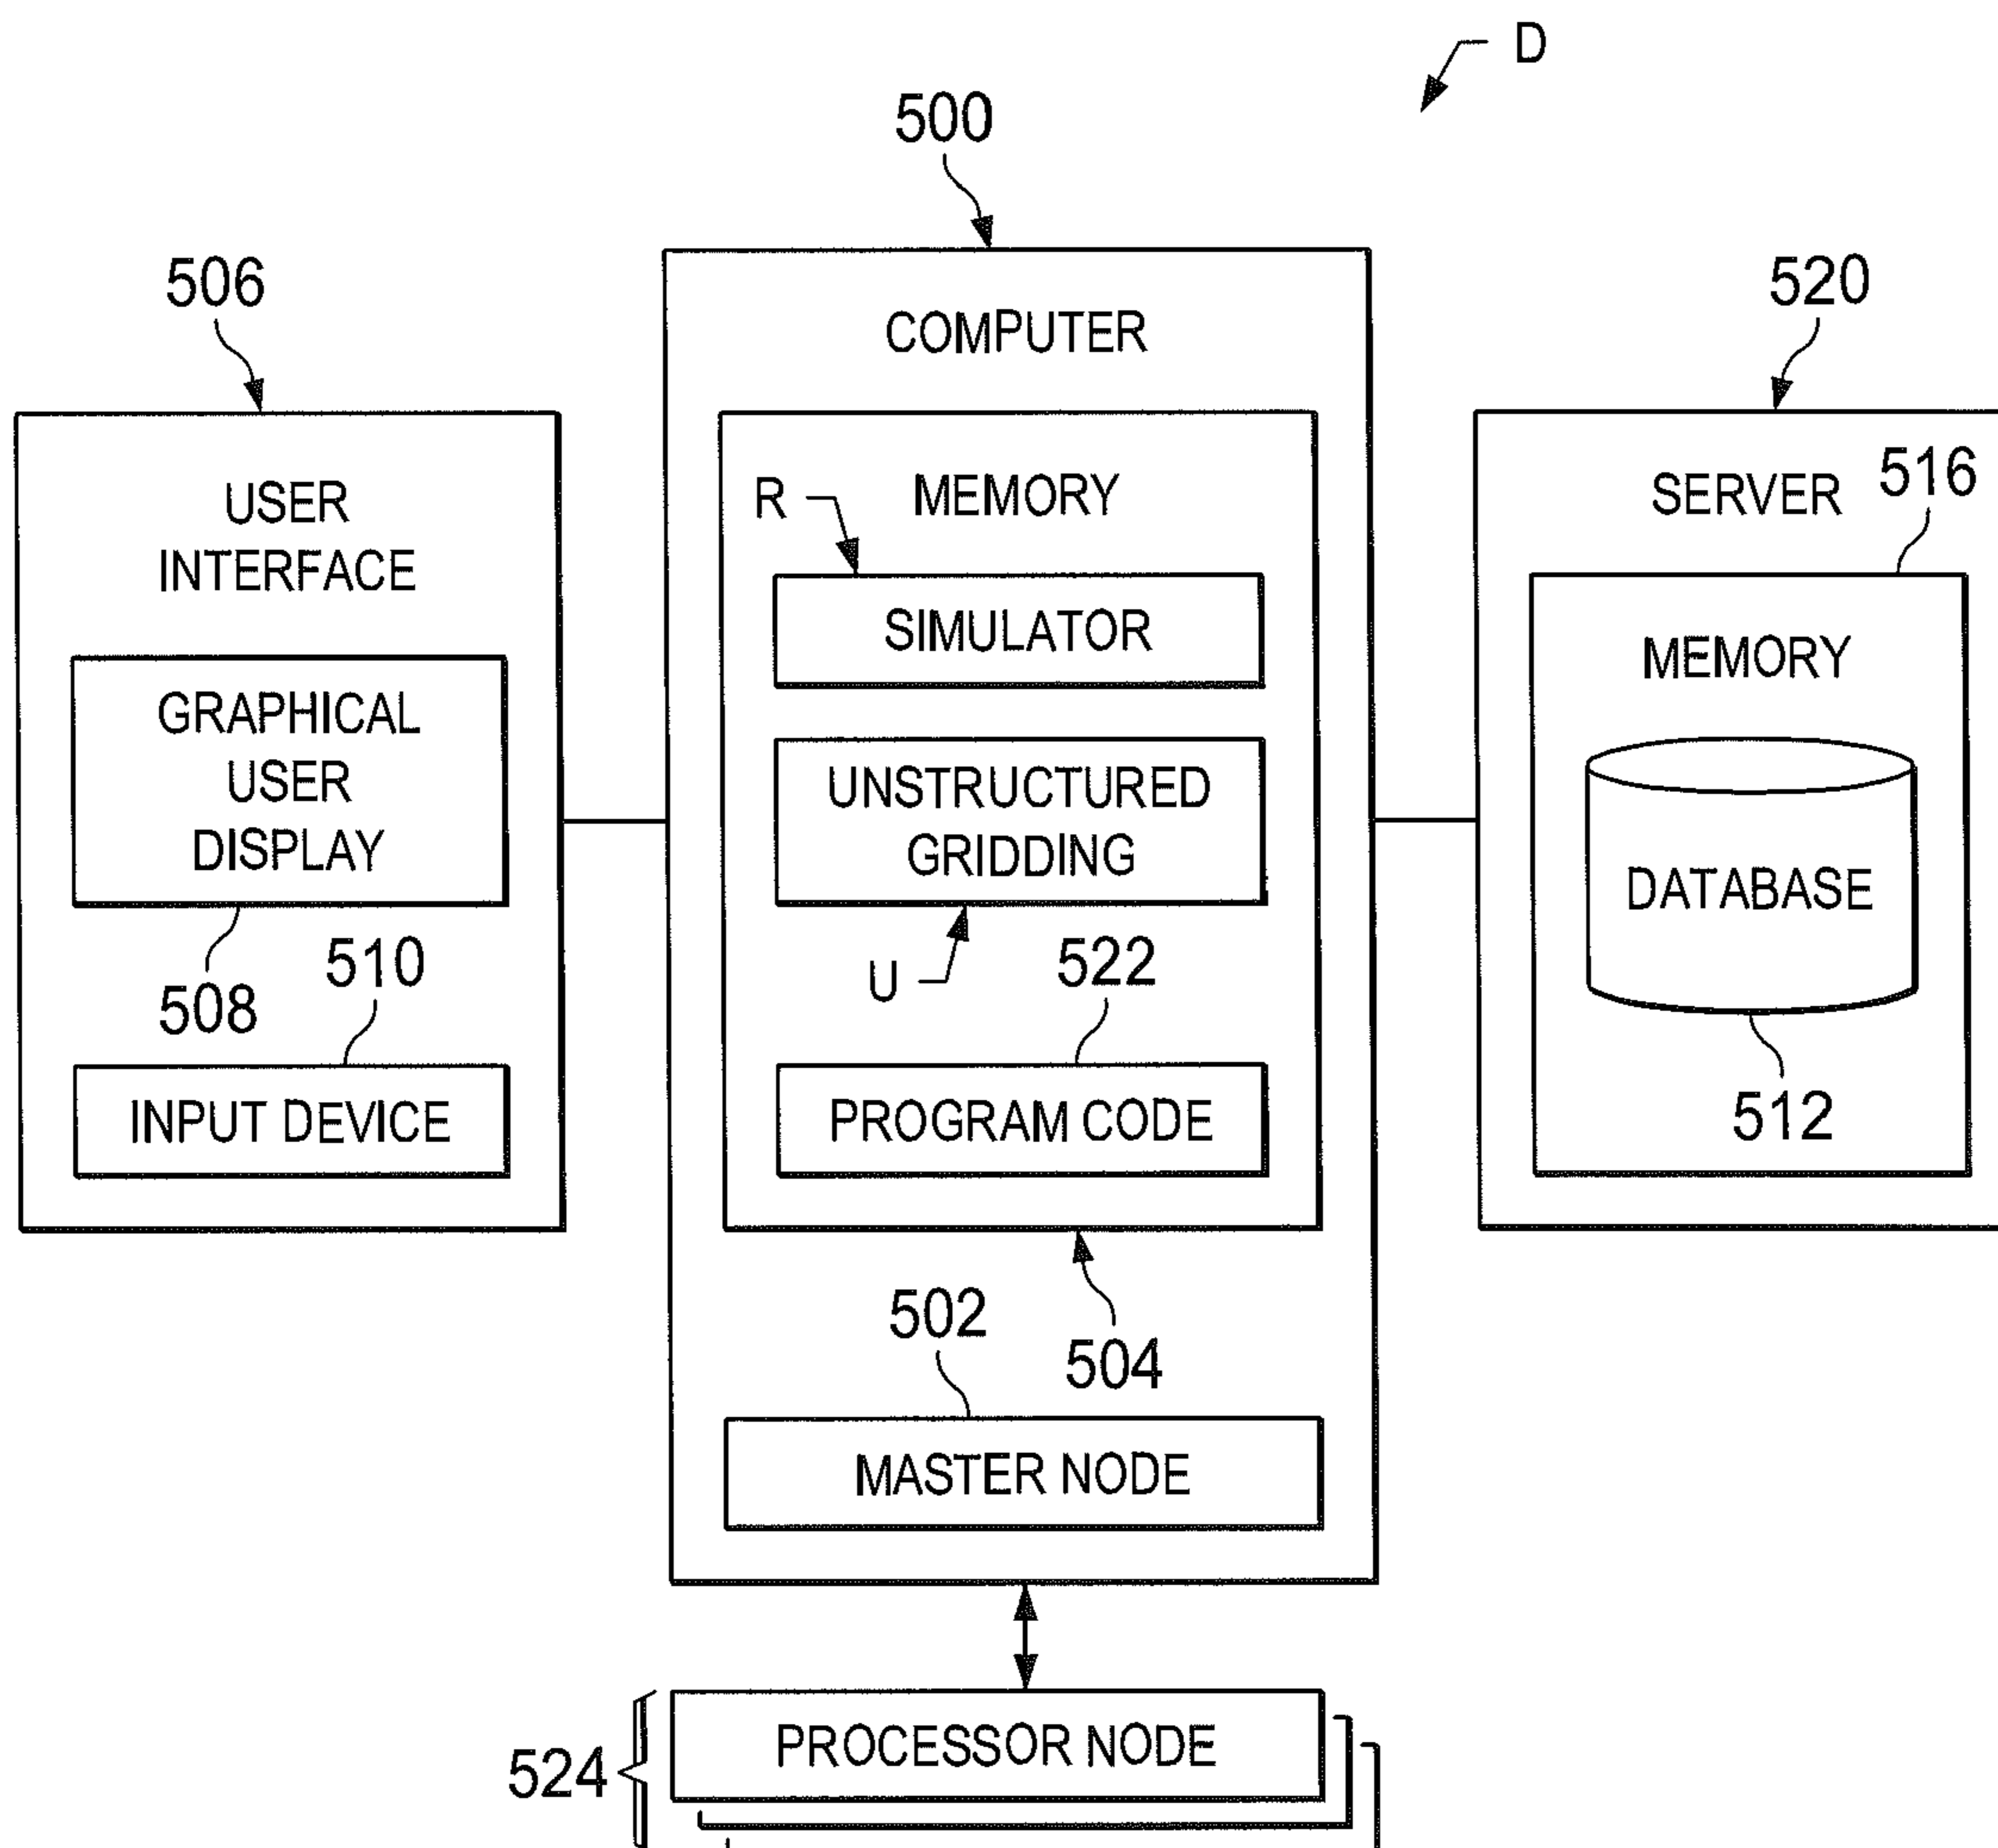 D
500
506
520
COMPUTER
USER
INTERFACE
R
MEMORY
SERVER
516
SIMULATOR
MEMORY
GRAPHICAL
USER
DISPLAY
UNSTRUCTURED
GRIDDING
DATABASE
508
510
U
522
512
INPUT DEVICE
PROGRAM CODE
502
504
MASTER NODE
524
PROCESSOR NODE